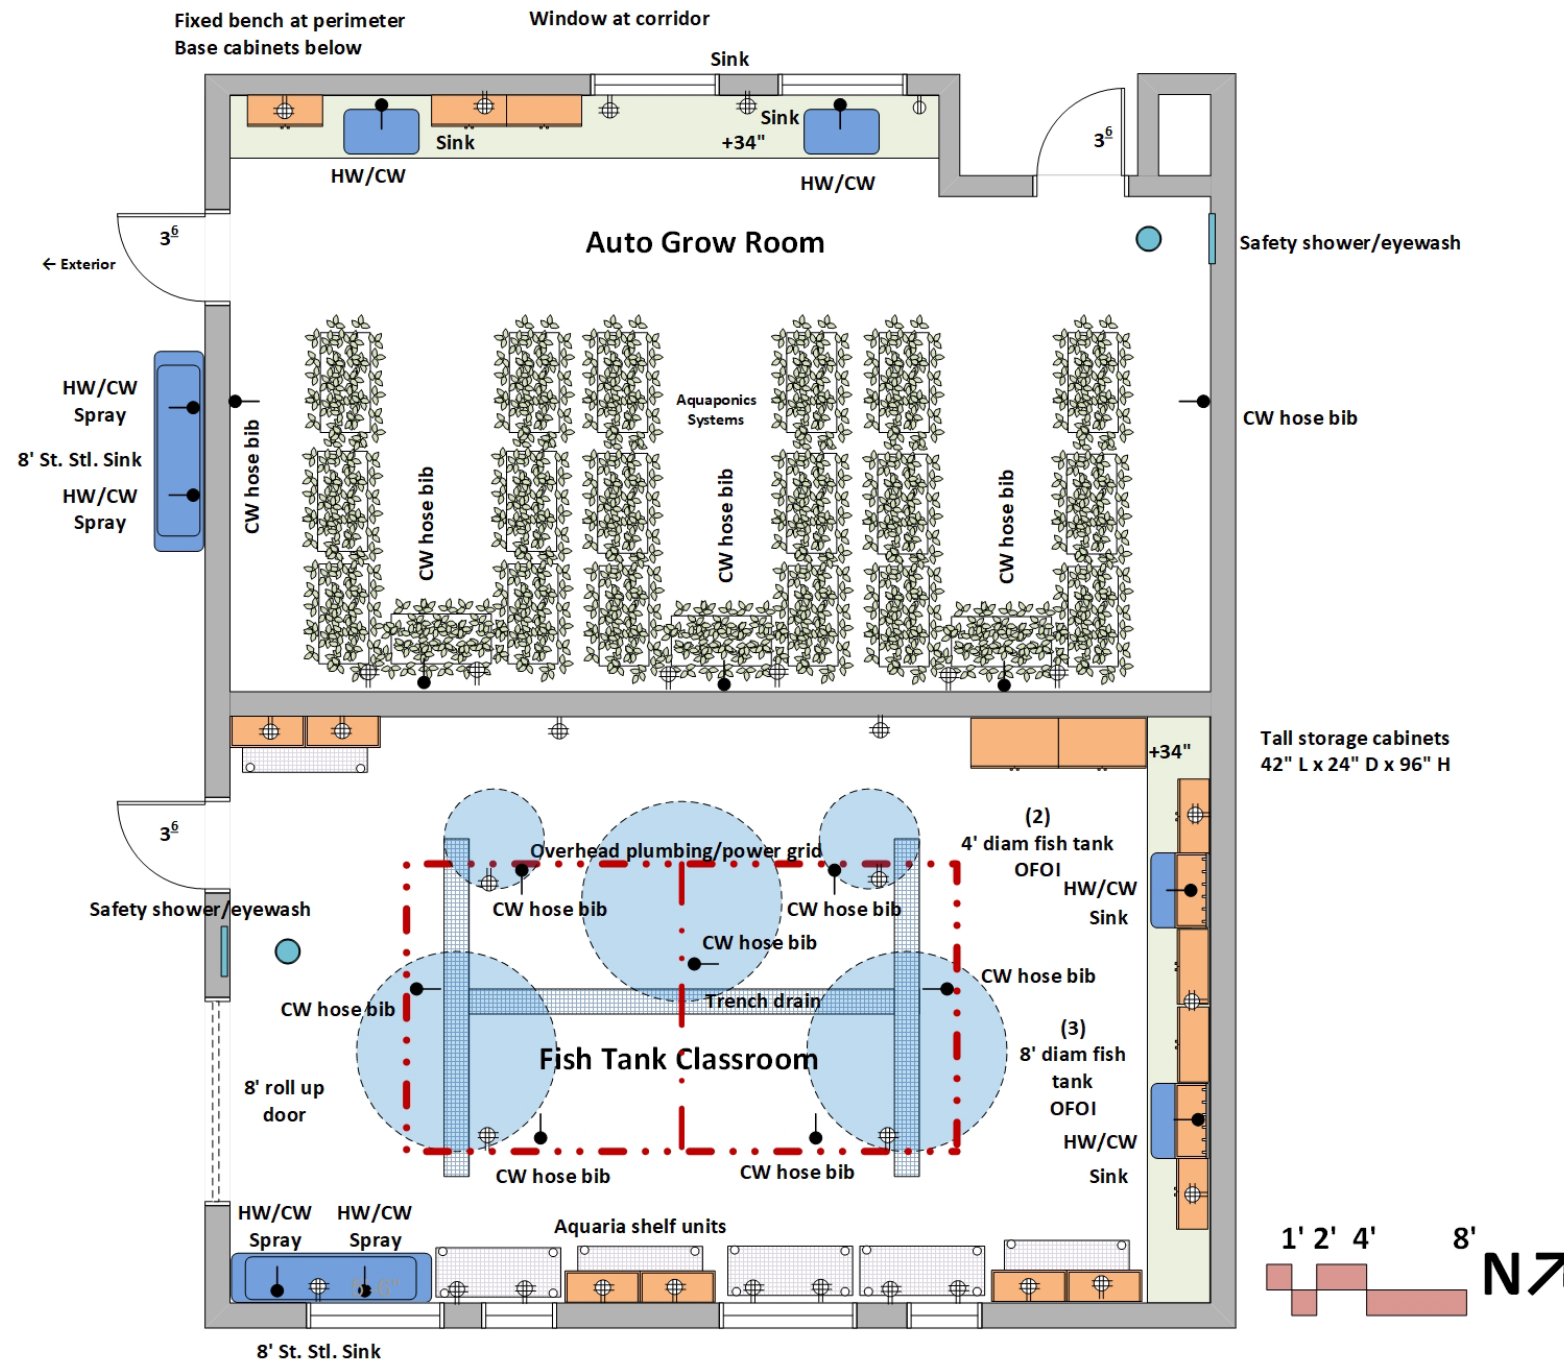 Fixed bench at perimeter
Base cabinets below
Window at corridor
Sink
Sink
Sink
+34"
HW/CW
HW/CW
3 6
3 6
← Exterior
Auto Grow Room
Safety shower/eyewash
HW/CW
Spray
8' St. Stl. Sink
HW/CW
Spray
CW hose bib
Aquaponics
Systems
CW hose bib
CW hose bib
CW hose bib
CW hose bib
Tall storage cabinets
42" L x 24" D x 96" H
+34"
3 6
(2)
4' diam fish tank
OFOI
Overhead plumbing/power grid
HW/CW
Sink
Safety shower/eyewash
CW hose bib
CW hose bib
CW hose bib
CW hose bib
CW hose bib
Trench drain
Fish Tank Classroom
(3)
8' diam fish
tank
OFOI
8' roll up
door
HW/CW
Sink
CW hose bib
CW hose bib
HW/CW
Spray
HW/CW
Spray
Aquaria shelf units
8' St. Stl. Sink
1' 2' 4' 8'
N